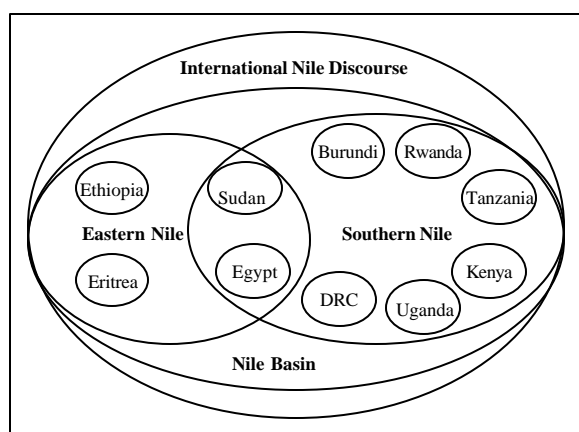 International Nile Discourse
Burundi
Rwanda
Ethiopia
Sudan
Tanzania
Eastern Nile
Southern Nile
Eritrea
Egypt
Kenya
DRC
Uganda
Nile Basin